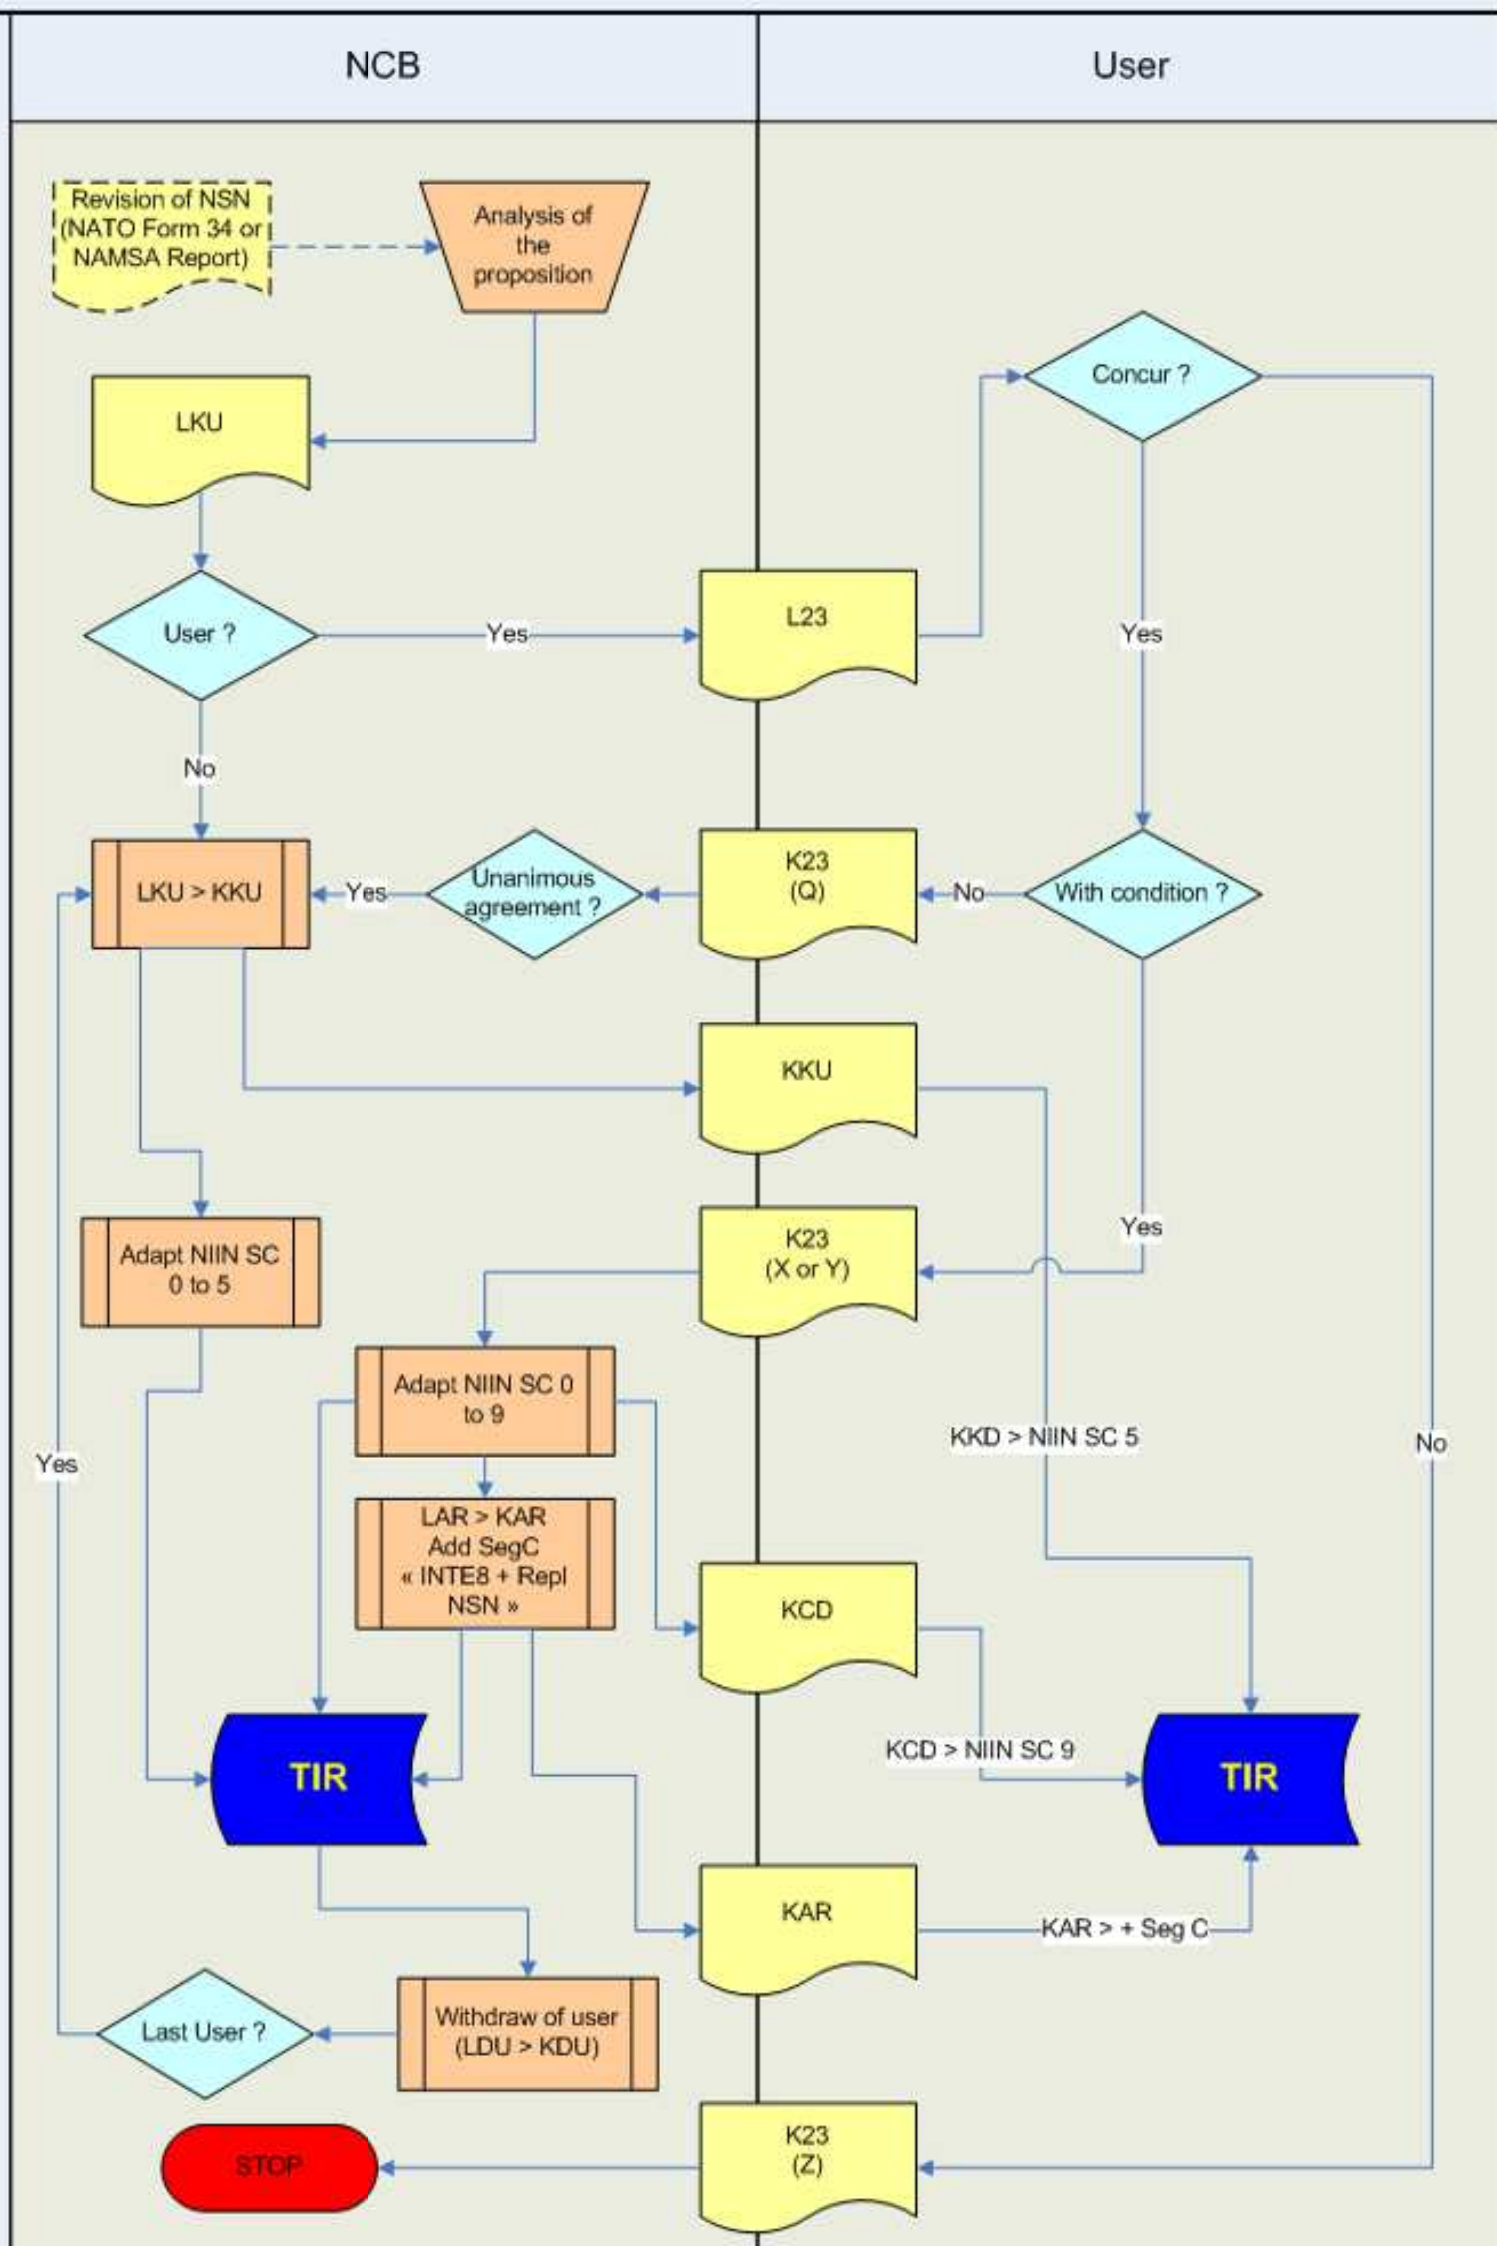 NCB
User
Revision of NSN
(NATO Form 34 or
NAMSA Report)
Analysis of
the
proposition
Concur ?
LKU
User ?
Yes
L23
Yes
No
LKU > KKU
Yes
Unanimous
agreement ?
K23
(Q)
No
With condition ?
KKU
Adapt NIIN SC
0 to 5
K23
(X or Y)
Yes
Adapt NIIN SC 0
to 9
KKD > NIIN SC 5
No
Yes
LAR > KAR
Add SegC
« INTE8 + Repl
NSN »
KCD
KCD > NIIN SC 9
TIR
TIR
KAR
KAR > + Seg C
Last User ?
Withdraw of user
(LDU > KDU)
STOP
K23
(Z)